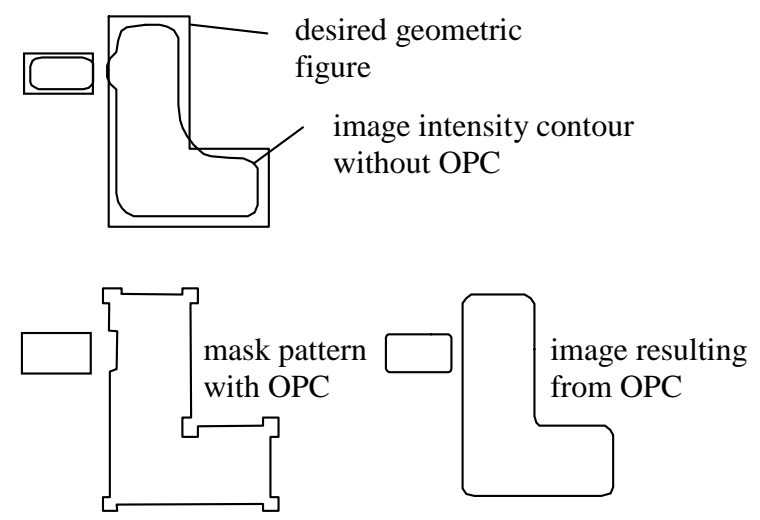 desired geometric
figure
image intensity contour
without OPC
mask pattern
with OPC
image resulting
from OPC